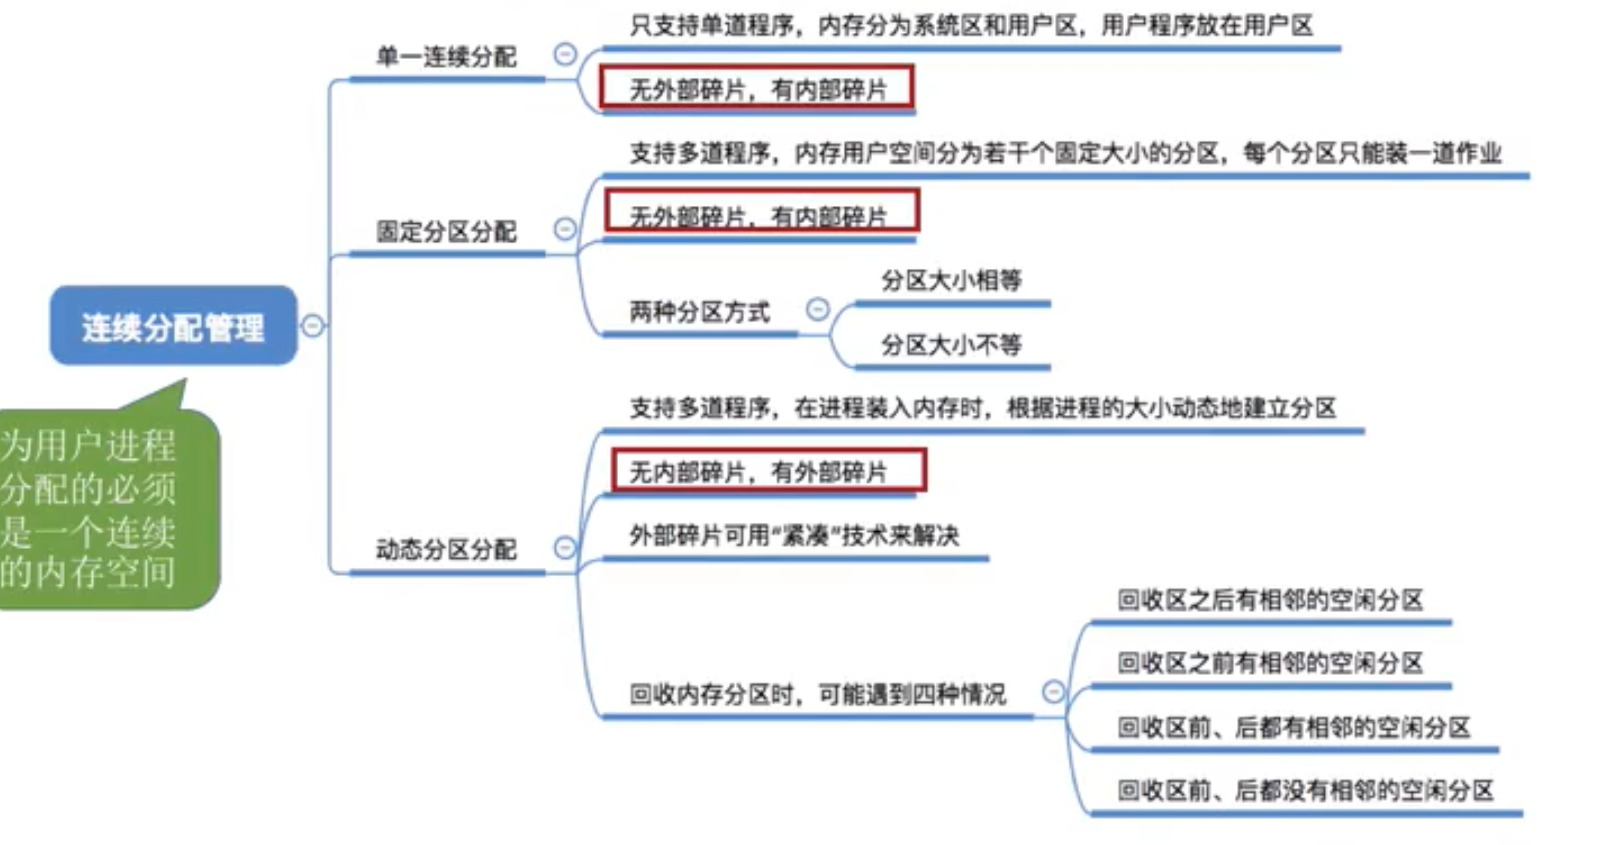 只支持单道程序，内存分为系统区和用户区，用户程序放在用户区
单一连续分配
无外部碎片，有内部碎片
支持多道程序，内存用户空间分为若干个固定大小的分区，每个分区只能装一道作业
无外部碎片，有内部碎片
固定分区分配
分区大小相等
两种分区方式
分区大小不等
连续分配管理
为用户进程
分配的必须
是一个连续
的内存空间
支持多道程序，在进程装入内存时，根据进程的大小动态地建立分区
无内部碎片，有外部碎片
外部碎片可用“紧凑”技术来解决
动态分区分配
回收区之后有相邻的空闲分区
回收区之前有相邻的空闲分区
回收内存分区时，可能遇到四种情况
回收区前、后都有相邻的空闲分区
回收区前、后都没有相邻的空闲分区